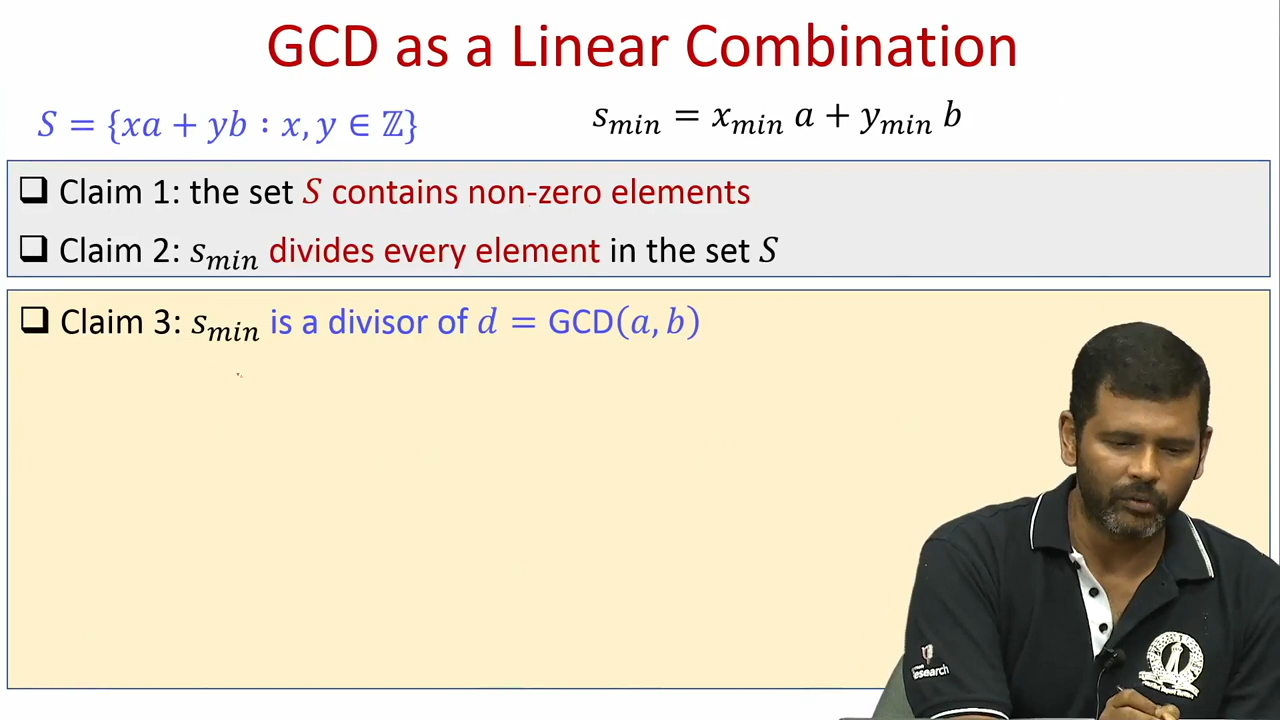 GCD as a Linear Combination
S = {xa + yb : x, y ∈ ℤ}
s_min = x_min a + y_min b
❑ Claim 1: the set S contains non-zero elements
❑ Claim 2: s_min divides every element in the set S
❑ Claim 3: s_min is a divisor of d = GCD(a, b)